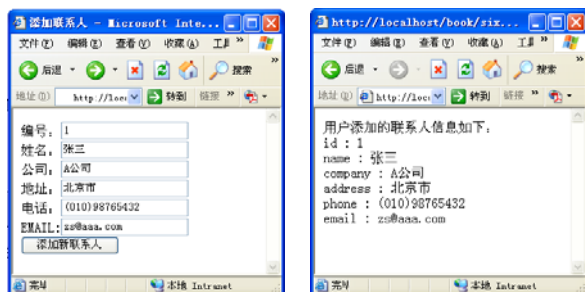 添加联系人 - Microsoft Inte...
文件(F) 编辑(E) 查看(V) 收藏(A) 工具 »
后退 搜索 »
地址(D) http://loc 转到 链接 »
编号: 1
姓名: 张三
公司: A公司
地址: 北京市
电话: (010)98765432
EMAIL: zs@aaa.com
添加新联系人
完毕 本地 Intranet
http://localhost/book/six...
文件(F) 编辑(E) 查看(V) 收藏(A) 工具 »
后退 搜索 »
地址(D) http://loc 转到 链接 »
用户添加的联系人信息如下:
id : 1
name : 张三
company : A公司
address : 北京市
phone : (010)98765432
email : zs@aaa.com
完毕 本地 Intranet